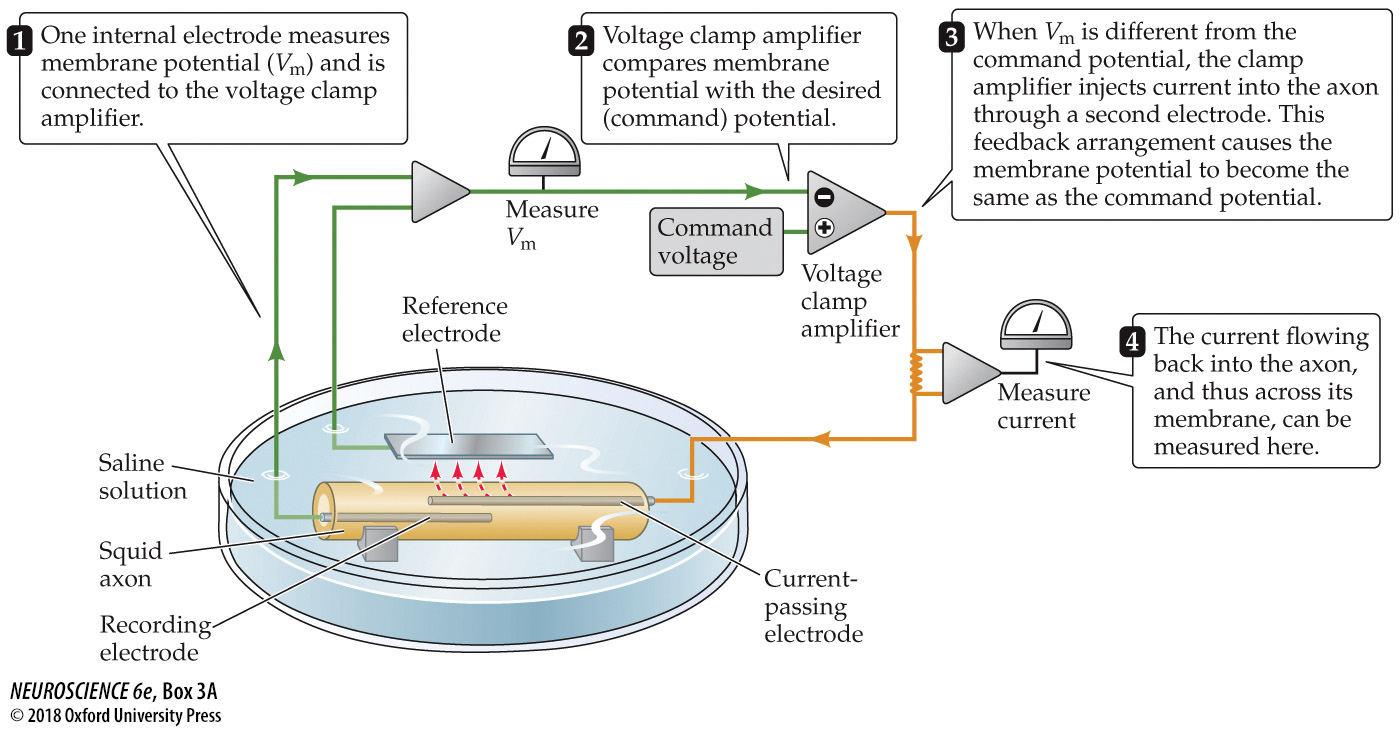 1 One internal electrode measures
membrane potential (Vm) and is
connected to the voltage clamp
amplifier.
2 Voltage clamp amplifier
compares membrane
potential with the desired
(command) potential.
3 When Vm is different from the
command potential, the clamp
amplifier injects current into the axon
through a second electrode. This
feedback arrangement causes the
membrane potential to become the
same as the command potential.
Measure
Vm
−
+
Command
voltage
Voltage
clamp
amplifier
Reference
electrode
Measure
current
4 The current flowing
back into the axon,
and thus across its
membrane, can be
measured here.
Saline
solution
Squid
axon
Recording
electrode
Current-
passing
electrode
NEUROSCIENCE 6e, Box 3A
© 2018 Oxford University Press